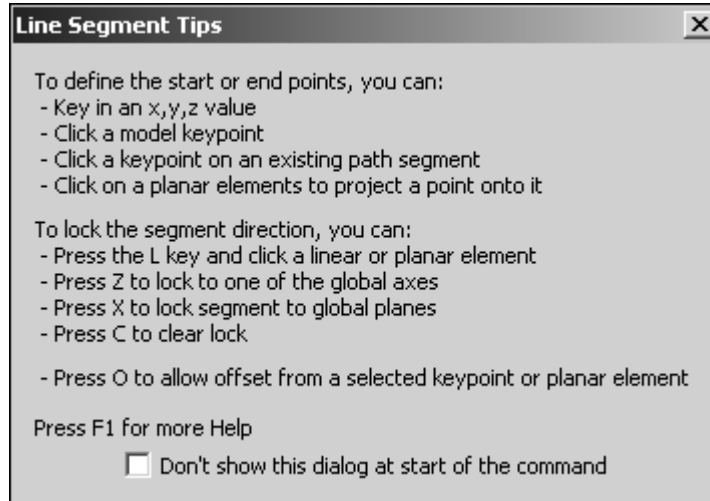 Line Segment Tips
To define the start or end points, you can:
- Key in an x,y,z value
- Click a model keypoint
- Click a keypoint on an existing path segment
- Click on a planar elements to project a point onto it
To lock the segment direction, you can:
- Press the L key and click a linear or planar element
- Press Z to lock to one of the global axes
- Press X to lock segment to global planes
- Press C to clear lock
- Press O to allow offset from a selected keypoint or planar element
Press F1 for more Help
Don't show this dialog at start of the command